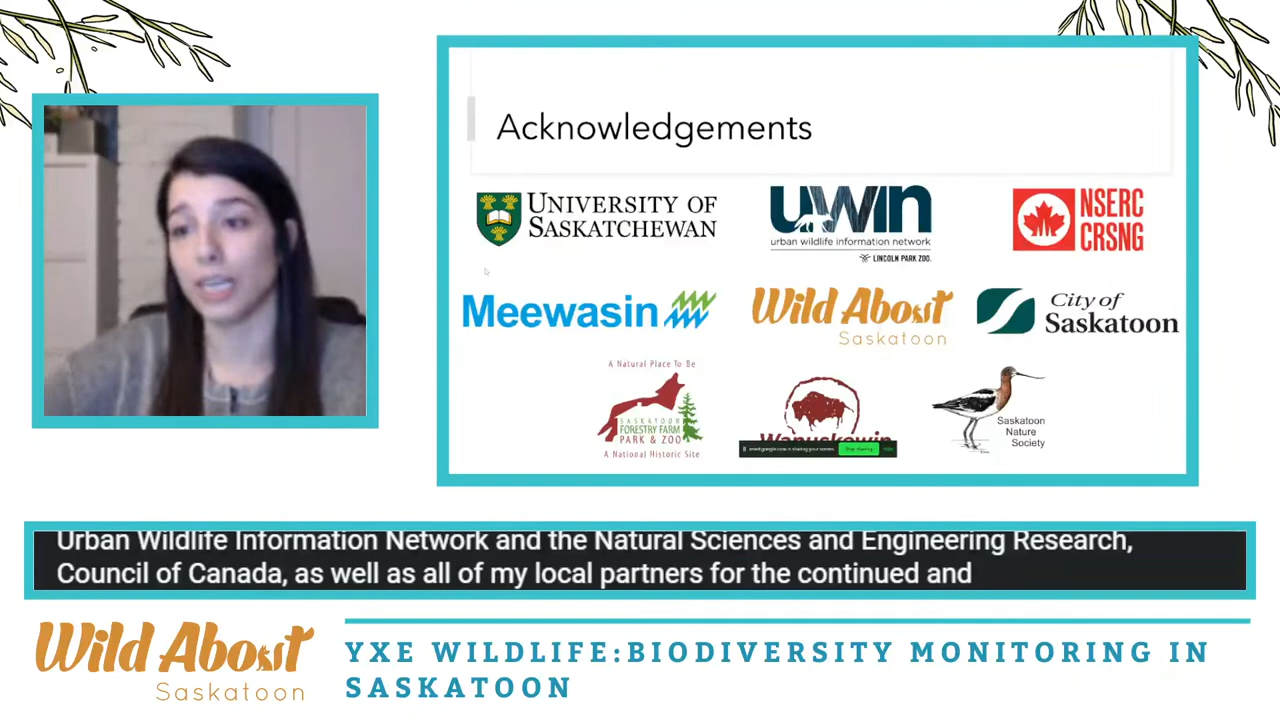 Acknowledgements
UNIVERSITY OF
SASKATCHEWAN
UWIN
urban wildlife information network
LINCOLN PARK ZOO.
NSERC
CRSNG
Meewasin
Wild About
Saskatoon
City of
Saskatoon
A Natural Place To Be
SASKATOON
FORESTRY FARM
PARK & ZOO
A National Historic Site
Wanuskewin
Stop sharing
Saskatoon
Nature
Society
Urban Wildlife Information Network and the Natural Sciences and Engineering Research,
Council of Canada, as well as all of my local partners for the continued and
Wild About
Saskatoon
YXE WILDLIFE:BIODIVERSITY MONITORING IN
SASKATOON